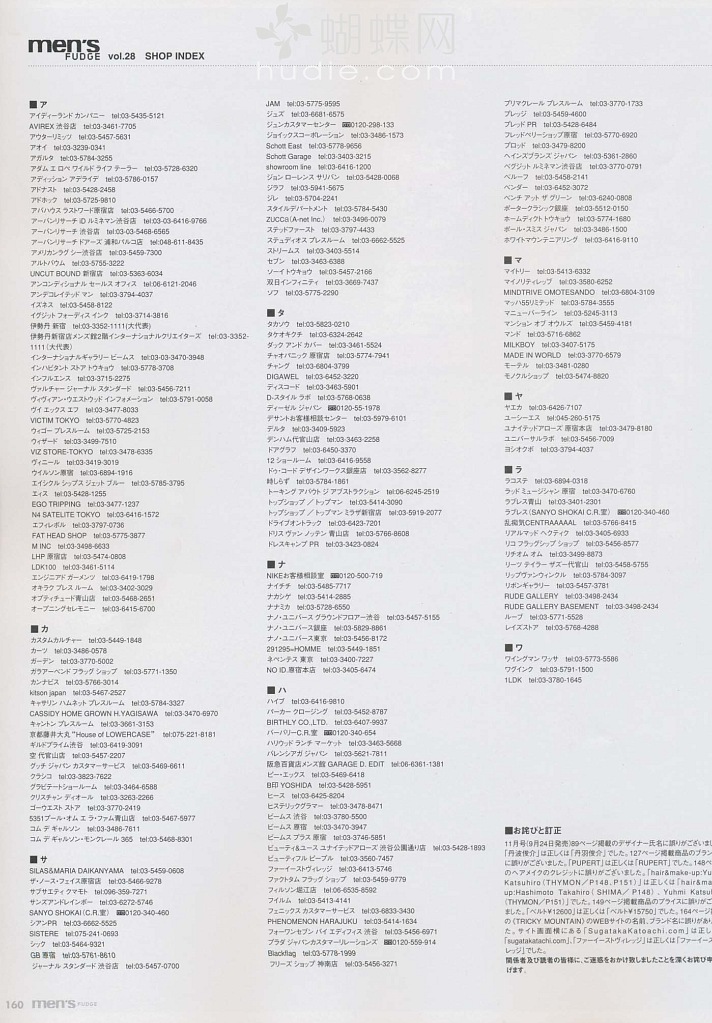 men's
FUDGE vol.28 SHOP INDEX
蝴蝶网
hudie.com
■ ア
アイディーランド カンパニー tel:03-5435-5121
AVIREX 渋谷店 tel:03-3461-7705
アウターリミッツ tel:03-5457-5631
アオイ tel:03-3239-0341
アガルタ tel:03-5784-3255
アダム エ ロペ ワイルド ライフ テーラー tel:03-5728-6320
アディッション アデライデ tel:03-5786-0157
アドナスト tel:03-5428-2458
アドホック tel:03-5725-9810
アバハウス ラストワード原宿店 tel:03-5466-5700
アーバンリサーチ iD ルミネマン渋谷店 tel:03-03-6416-9766
アーバンリサーチ 渋谷店 tel:03-03-5468-6565
アーバンリサーチ ドアーズ 浦和パルコ店 tel:048-611-8435
アメリカンラグ シー渋谷店 tel:03-5459-7300
アルトバウム tel:03-5755-3222
UNCUT BOUND 新宿店 tel:03-5363-6034
アンコンディショナル セールス オフィス tel:06-6121-2046
アンデコレイテッド マン tel:03-3794-4037
イズネス tel:03-5458-8122
イグジット フォーディス インク tel:03-3714-3816
伊勢丹 新宿 tel:03-3352-1111(大代表)
伊勢丹新宿店メンズ館2階インターナショナルクリエイターズ tel:03-3352-
1111(大代表)
インターナショナルギャラリー ビームス tel:03-03-3470-3948
インハビタント ストア トウキョウ tel:03-5778-3708
インフルエンス tel:03-3715-2275
ヴァルチャー ジャーナル スタンダード tel:03-5456-7211
ヴィヴィアン・ウエストウッド インフォメーション tel:03-5791-0058
ヴイ エックス エフ tel:03-3477-8033
VICTIM TOKYO tel:03-5770-4823
ウィゴー プレスルーム tel:03-5725-2153
ウィザード tel:03-3499-7510
VIZ STORE-TOKYO tel:03-3478-6335
ヴィニール tel:03-3419-3019
ウイルソン原宿 tel:03-6894-1916
エイシクル シップス ジェット ブルー tel:03-5785-3795
エィス tel:03-5428-1255
EGO TRIPPING tel:03-3477-1237
N4 SATELITE TOKYO tel:03-6416-1572
エフィレボル tel:03-3797-0736
FAT HEAD SHOP tel:03-5775-3877
M INC tel:03-3498-6633
LHP 原宿店 tel:03-5474-0808
LDK100 tel:03-3461-5114
エンジニアド ガーメンツ tel:03-6419-1798
オキラク プレス ルーム tel:03-3402-3029
オプティチュード青山店 tel:03-5468-2651
オープニングセレモニー tel:03-6415-6700
■ カ
カスタムカルチャー tel:03-5449-1848
カーツ tel:03-3486-0578
ガーデン tel:03-3770-5002
ガラアーベンド フラッグ ショップ tel:03-5771-1350
カンナビス tel:03-5766-3014
kitson japan tel:03-5467-2527
キャサリン ハムネット プレスルーム tel:03-5784-3327
CASSIDY HOME GROWN H.YAGISAWA tel:03-3470-6970
キャントン プレスルーム tel:03-3661-3153
京都藤井大丸"House of LOWERCASE" tel:075-221-8181
ギルドプライム渋谷 tel:03-6419-3091
空 代官山店 tel:03-5457-2207
グッチ ジャパン カスタマーサービス tel:03-5469-6611
クラシコ tel:03-3823-7622
グラビテートショールーム tel:03-3464-6588
クリスチャン ディオール tel:03-3263-2266
ゴーウエスト ストア tel:03-3770-2419
5351プール・オム エ ラ・ファム青山店 tel:03-5467-5977
コム デ ギャルソン tel:03-3486-7611
コム デ ギャルソン・モンクレール 365 tel:03-5468-8301
■ サ
SILAS&MARIA DAIKANYAMA tel:03-5459-0608
ザ・ノース・フェイス原宿店 tel:03-5466-9278
サブサエティ クマモト tel:096-359-7271
サンズアンドレインボー tel:03-6272-5746
SANYO SHOKAI (C.R.室) 0120-340-460
シアンPR tel:03-6662-5525
SISTERE tel:075-241-0693
シック tel:03-5464-9321
GB 原宿 tel:03-5761-8610
ジャーナル スタンダード 渋谷店 tel:03-5457-0700
JAM tel:03-5775-9595
ジュズ tel:03-6681-6575
ジュンカスタマーセンター 0120-298-133
ジョイックスコーポレーション tel:03-3486-1573
Schott East tel:03-5778-9656
Schott Garage tel:03-3403-3215
showroom line tel:03-6416-1200
ジョン ローレンス サリバン tel:03-5428-0068
ジラフ tel:03-5941-5675
ジレ tel:03-5704-2241
スタイルデパートメント tel:03-5784-5430
ZUCCa(A-net Inc.) tel:03-3496-0079
ステッドファースト tel:03-3797-4433
ステュディオス プレスルーム tel:03-6662-5525
ストリームス tel:03-3403-5514
セブン tel:03-3463-6388
ソーイトウキョウ tel:03-5457-2166
双日インフィニティ tel:03-3669-7437
ソフ tel:03-5775-2290
■ タ
タカソウ tel:03-5823-0210
タケオキクチ tel:03-6324-2642
ダック アンド カバー tel:03-3461-5524
チャオパニック 原宿店 tel:03-5774-7941
チャング tel:03-6804-3799
DIGAWEL tel:03-6452-3220
ディスコード tel:03-3463-5901
D-スタイル ラボ tel:03-5768-0638
ディーゼル ジャパン 0120-55-1978
デサントお客様相談センター tel:03-5979-6101
デルタ tel:03-3409-5923
デンハム代官山店 tel:03-3463-2258
ドアグラフ tel:03-6450-3370
12 ショールーム tel:03-6416-9558
ドゥ・コード デザインワークス銀座店 tel:03-3562-8277
時しらず tel:03-5784-1861
トーキング アバウト ジ アブストラクション tel:06-6245-2519
トップショップ / トップマン tel:03-5414-3090
トップショップ / トップマン ミラザ新宿店 tel:03-5919-2077
ドライブオントラック tel:03-6423-7201
ドリス ヴァン ノッテン 青山店 tel:03-5766-8608
ドレスキャンプ PR tel:03-3423-0824
■ ナ
NIKEお客様相談室 0120-500-719
ナイチチ tel:03-5485-7717
ナカシゲ tel:03-5414-2885
ナナミカ tel:03-5728-6550
ナノ・ユニバース グラウンドフロアー渋谷 tel:03-5457-5155
ナノ・ユニバース銀座 tel:03-5829-8861
ナノ・ユニバース東京 tel:03-5456-8172
291295=HOMME tel:03-5449-1851
ネペンテス 東京 tel:03-3400-7227
NO ID.原宿本店 tel:03-3405-6474
■ ハ
ハイブ tel:03-6416-9810
パーカー クロージング tel:03-5452-8787
BIRTHLY CO.,LTD. tel:03-6407-9937
バーバリーC.R.室 0120-340-654
ハリウッド ランチ マーケット tel:03-3463-5668
バレンシアガ ジャパン tel:03-5621-7811
阪急百貨店メンズ館 GARAGE D. EDIT tel:06-6361-1381
ビー・エックス tel:03-5469-6418
B印 YOSHIDA tel:03-5428-5951
ヒース tel:03-6425-8204
ヒステリックグラマー tel:03-3478-8471
ビームス 渋谷 tel:03-3780-5500
ビームス 原宿 tel:03-3470-3947
ビームス プラス 原宿 tel:03-3746-5851
ビューティ&ユース ユナイテッドアローズ 渋谷公園通り店 tel:03-5428-1893
ビューティフル ピープル tel:03-3560-7457
ファーイーストヴィレッジ tel:03-6413-5746
ファクトタム フラッグ ショップ tel:03-5459-9779
フィルソン堀江店 tel:06-6535-8592
フイルム tel:03-5413-4141
フェニックス カスタマーサービス tel:03-6833-3430
PHENOMENON HARAJUKU tel:03-5414-1634
フォーワンセブン バイ エディフィス 渋谷 tel:03-5456-6971
プラダ ジャパンカスタマーリレーションズ 0120-559-914
Blackflag tel:03-5778-1999
フリーズ ショップ 神南店 tel:03-5456-3271
プリマクレール プレスルーム tel:03-3770-1733
ブレッジ tel:03-5459-4600
ブレッド PR tel:03-5428-6484
フレッドペリーショップ原宿 tel:03-5770-6920
プロッド tel:03-3479-8200
ヘインズブランズ ジャパン tel:03-5361-2860
ベグジット ルミネマン渋谷店 tel:03-3770-0791
ベルーフ tel:03-5458-2141
ベンダー tel:03-6452-3072
ベンチ アット ザ グリーン tel:03-6240-0808
ポータークラシック銀座 tel:03-5512-0150
ホームディクト トウキョウ tel:03-5774-1680
ポール・スミス ジャパン tel:03-3486-1500
ホワイトマウンテニアリング tel:03-6416-9110
■ マ
マイトリー tel:03-5413-6332
マイノリティレップ tel:03-3580-6252
MINDTRIVE OMOTESANDO tel:03-6804-3109
マッハ55リミテッド tel:03-5784-3555
マニューバーライン tel:03-5245-3113
マンション オブ オウルズ tel:03-5459-4181
マンド tel:03-5716-6862
MILKBOY tel:03-3407-5175
MADE IN WORLD tel:03-3770-6579
モーテル tel:03-3481-0280
モノクルショップ tel:03-5474-8820
■ ヤ
ヤエカ tel:03-6426-7107
ユーシーエス tel:045-260-5175
ユナイテッドアローズ 原宿本店 tel:03-3479-8180
ユニバーサルラボ tel:03-5456-7009
ヨシオクボ tel:03-3794-4037
■ ラ
ラコステ tel:03-6894-0318
ラッド ミュージシャン 原宿 tel:03-3470-6760
ラブレス青山 tel:03-3401-2301
ラブレス(SANYO SHOKAI C.R.室) 0120-340-460
乱痴気CENTRAAAAAL tel:03-5766-8415
リアルマッド ヘクティク tel:03-3405-6933
リコ フラッグシップ ショップ tel:03-5456-8577
リチオム オム tel:03-3499-8873
リーツ テイラー ザズー代官山 tel:03-5458-5755
リップヴァンウィンクル tel:03-5784-3097
リボンギャラリー tel:03-5457-3781
RUDE GALLERY tel:03-3498-2434
RUDE GALLERY BASEMENT tel:03-3498-2434
ループ tel:03-5771-5528
レイズストア tel:03-5768-4288
■ ワ
ワイングマン ワッサ tel:03-5773-5586
ワグインク tel:03-5791-1500
1LDK tel:03-3780-1645
■お詫びと訂正
11月号(9月24日発売)89ページ掲載のデザイナー氏名に誤りがございまし
「丹波俊介」は正しくは「丹羽俊介」でした。127ページ掲載商品のブラン
に誤りがございました。「PUPERT」は正しくは「RUPERT」でした。148ペ
のヘアメイクのクレジットに誤りがございました。「hair&make-up:Yu
Katsuhiro(THYMON/P148、P151)」は正しくは「hair&ma
up:Hashimoto Takahiro(SHIMA/ P148)、Yuhmi Katsul
(THYMON/P151)」でした。149ページ掲載商品のプライスに誤りがご
ました。「ベルト¥12600」は正しくは「ベルト¥15750」でした。164ページ掲
の(TRICKY MOUNTAIN)のWEBサイトの名前、ブランド名に誤りがあり
た。サイト画面横にある「SugatakaKatoachi.com」は正し
「sugatakatachi.com」、「ファーイーストヴィレッジ」は正しくは「ファーイース
レッジ」でした。
関係者及び読者の皆様に、ご迷惑をおかけ致しましたことを深くお詫び申
げます。
160 men's FUDGE